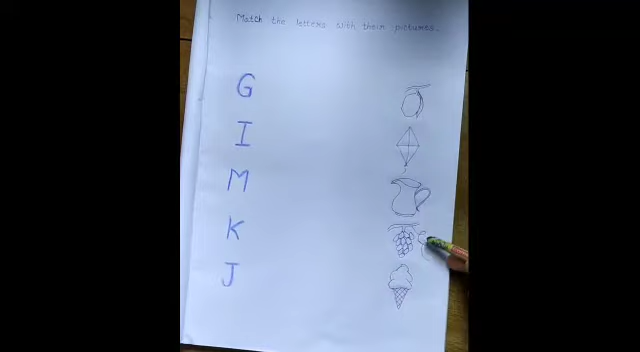 Match the letters with their pictures.
G
I
M
K
J